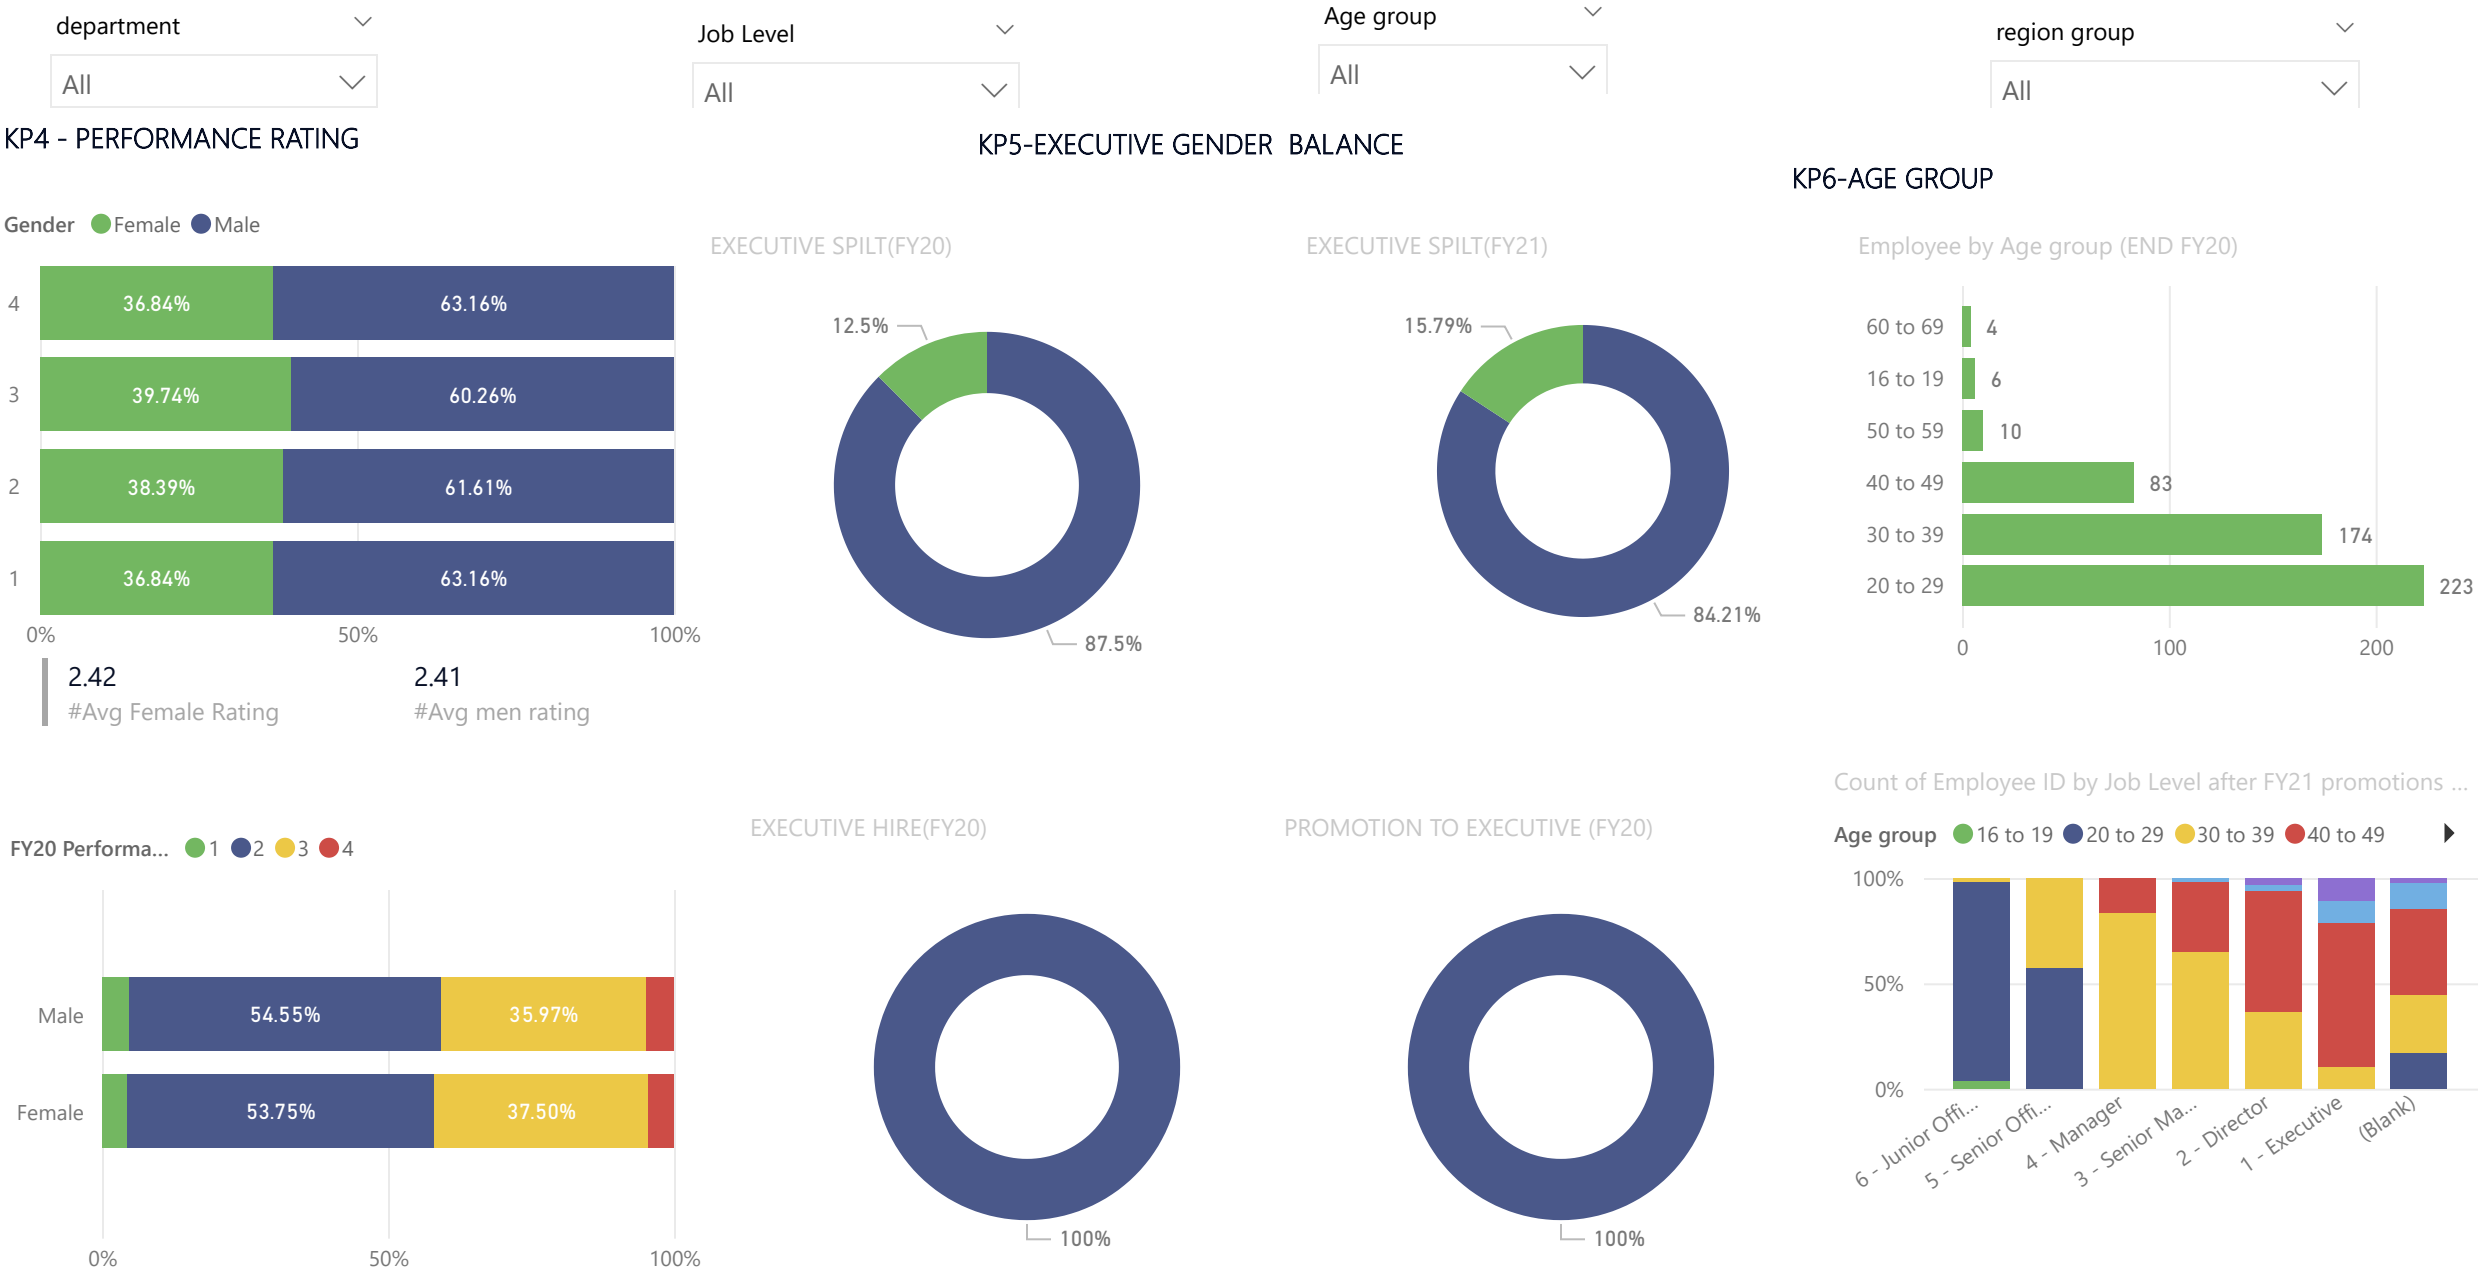 department
All
Job Level
All
Age group
All
region group
All
KP4 - PERFORMANCE RATING
Gender Female Male
4 36.84% 63.16%
3 39.74% 60.26%
2 38.39% 61.61%
1 36.84% 63.16%
0% 50% 100%
2.42 2.41
#Avg Female Rating #Avg men rating
FY20 Performa... 1 2 3 4
Male 54.55% 35.97%
Female 53.75% 37.50%
0% 50% 100%
KP5-EXECUTIVE GENDER BALANCE
EXECUTIVE SPILT(FY20)
12.5%
87.5%
EXECUTIVE SPILT(FY21)
15.79%
84.21%
EXECUTIVE HIRE(FY20)
100%
PROMOTION TO EXECUTIVE (FY20)
100%
KP6-AGE GROUP
Employee by Age group (END FY20)
60 to 69 4
16 to 19 6
50 to 59 10
40 to 49 83
30 to 39 174
20 to 29 223
0 100 200
Count of Employee ID by Job Level after FY21 promotions ...
Age group 16 to 19 20 to 29 30 to 39 40 to 49
100%
50%
0%
6 - Junior Offi...
5 - Senior Offi...
4 - Manager
3 - Senior Ma...
2 - Director
1 - Executive
(Blank)